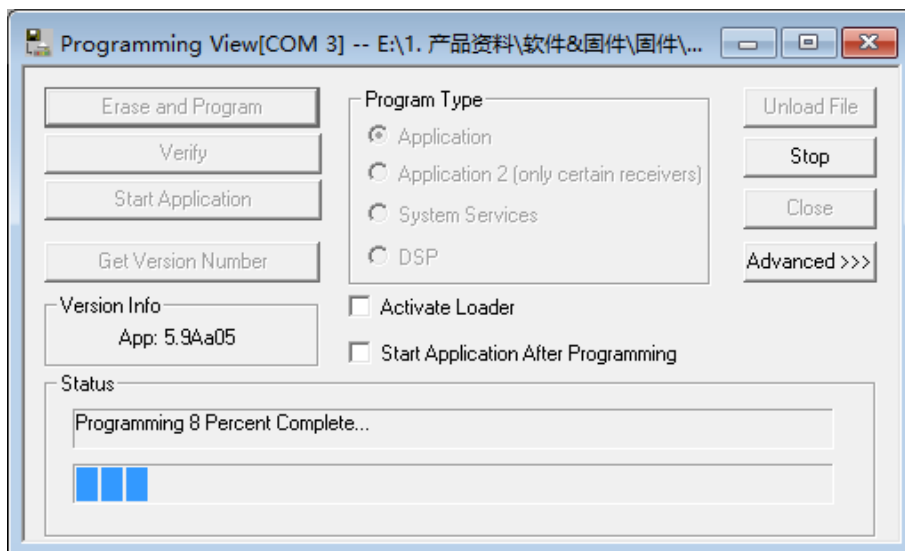 Programming View[COM 3] -- E:\1. 产品资料\软件&固件\固件\...
Erase and Program
Verify
Start Application
Get Version Number
Program Type
Application
Application 2 (only certain receivers)
System Services
DSP
Unload File
Stop
Close
Advanced >>>
Version Info
App: 5.9Aa05
Activate Loader
Start Application After Programming
Status
Programming 8 Percent Complete...